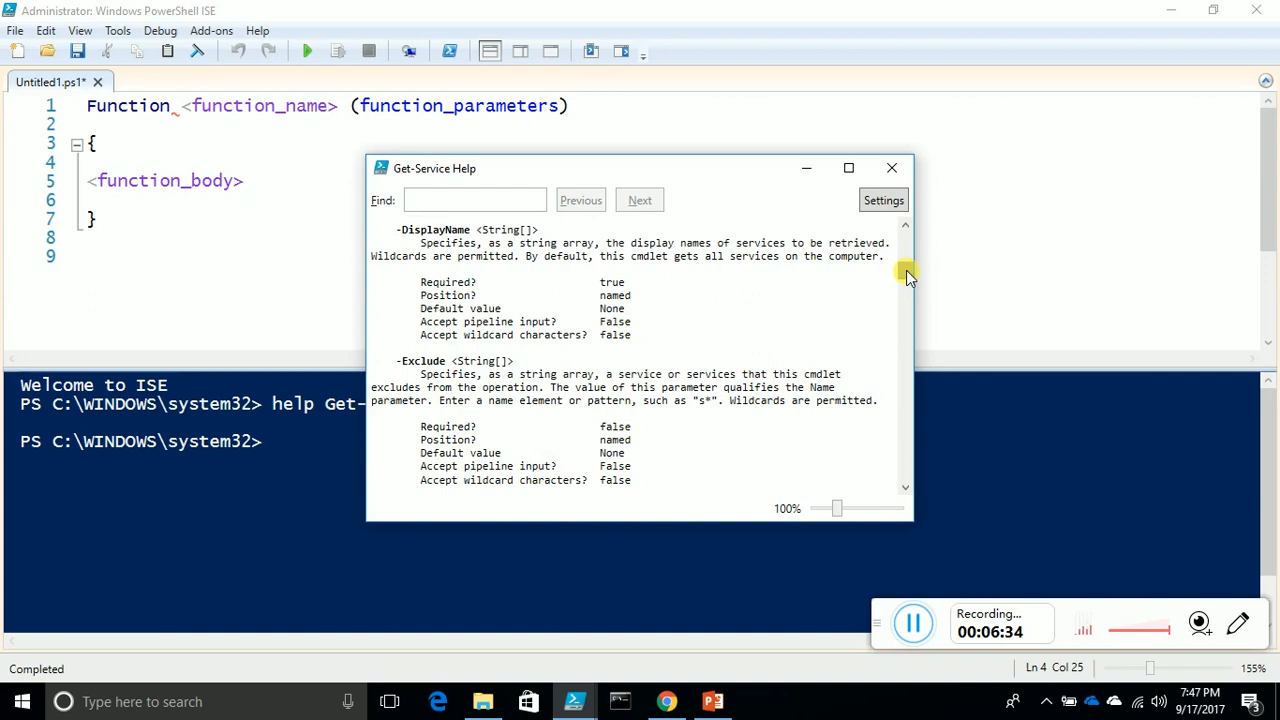 Administrator: Windows PowerShell ISE
File Edit View Tools Debug Add-ons Help
Untitled1.ps1*
1 Function <function_name> (function_parameters)
2
3 {
4
5 <function_body>
6
7 }
8
9
Get-Service Help
Find: Previous Next Settings
-DisplayName <String[]>
Specifies, as a string array, the display names of services to be retrieved.
Wildcards are permitted. By default, this cmdlet gets all services on the computer.
Required? true
Position? named
Default value None
Accept pipeline input? False
Accept wildcard characters? false
-Exclude <String[]>
Specifies, as a string array, a service or services that this cmdlet
excludes from the operation. The value of this parameter qualifies the Name
parameter. Enter a name element or pattern, such as "s*". Wildcards are permitted.
Required? false
Position? named
Default value None
Accept pipeline input? False
Accept wildcard characters? false
100%
Welcome to ISE
PS C:\WINDOWS\system32> help Get-
PS C:\WINDOWS\system32>
Recording...
00:06:34
Completed
Ln 4 Col 25
155%
Type here to search
7:47 PM
9/17/2017
3